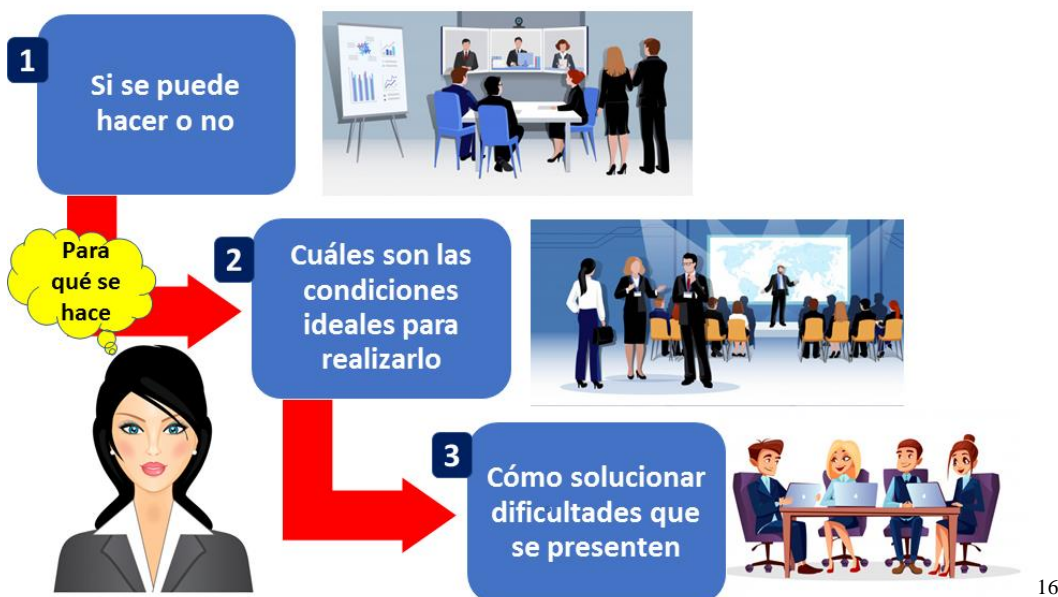 1
Si se puede
hacer o no
Para
qué se
hace
2
Cuáles son las
condiciones
ideales para
realizarlo
3
Cómo solucionar
dificultades que
se presenten
16